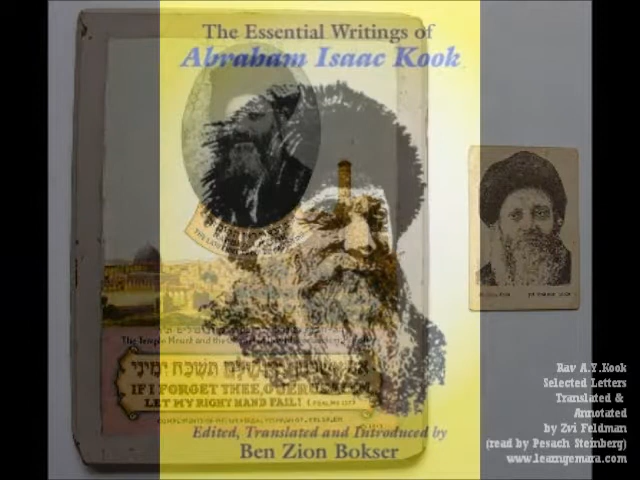 The Essential Writings of
Abraham Isaac Kook
The Temple Mount and the
אם אשכחך ירושלים תשכח ימיני
IF I FORGET THEE, O JERUSALEM,
LET MY RIGHT HAND FAIL! (PSALMS
Edited, Translated and Introduced by
Ben Zion Bokser
Rav A.Y.Kook
Selected Letters
Translated &
Annotated
by Zvi Feldman
(read by Pesach Steinberg)
www.learngemara.com